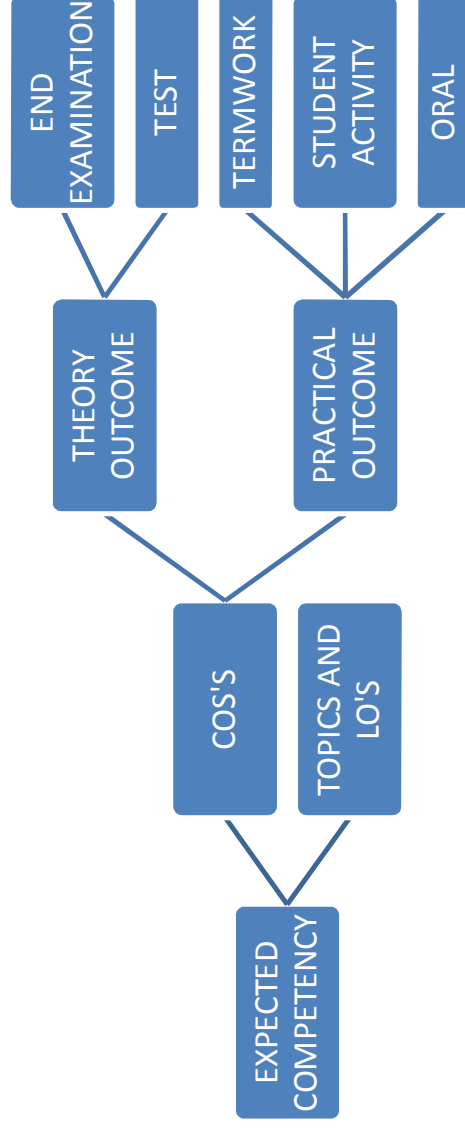 EXPECTED
COMPETENCY
COS'S
TOPICS AND
LO'S
THEORY
OUTCOME
PRACTICAL
OUTCOME
END
EXAMINATION
TEST
TERMWORK
STUDENT
ACTIVITY
ORAL